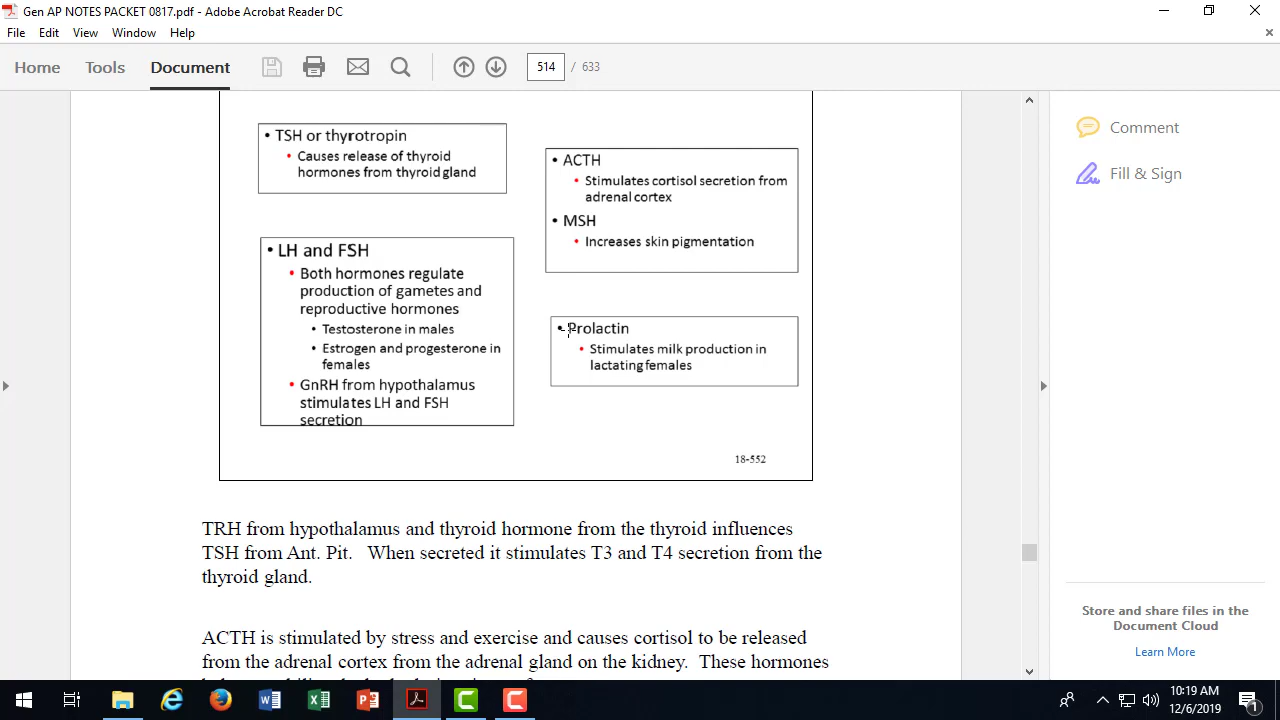 Gen AP NOTES PACKET 0817.pdf - Adobe Acrobat Reader DC
File Edit View Window Help
Home Tools Document 514 / 633
• TSH or thyrotropin
• Causes release of thyroid
hormones from thyroid gland
• LH and FSH
• Both hormones regulate
production of gametes and
reproductive hormones
• Testosterone in males
• Estrogen and progesterone in
females
• GnRH from hypothalamus
stimulates LH and FSH
secretion
• ACTH
• Stimulates cortisol secretion from
adrenal cortex
• MSH
• Increases skin pigmentation
• Prolactin
• Stimulates milk production in
lactating females
18-552
TRH from hypothalamus and thyroid hormone from the thyroid influences
TSH from Ant. Pit. When secreted it stimulates T3 and T4 secretion from the
thyroid gland.
ACTH is stimulated by stress and exercise and causes cortisol to be released
from the adrenal cortex from the adrenal gland on the kidney. These hormones
Comment
Fill & Sign
Store and share files in the
Document Cloud
Learn More
10:19 AM
12/6/2019